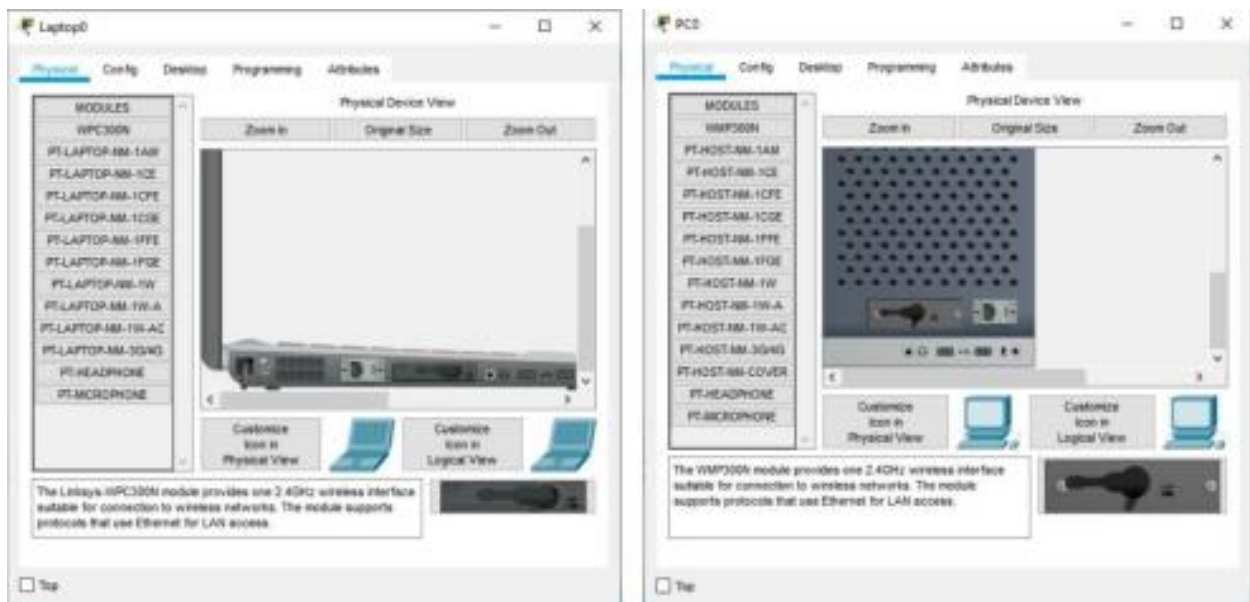 Laptop0
Physical Config Desktop Programming Attributes
MODULES
WPC300N
PT-LAPTOP-NM-1AM
PT-LAPTOP-NM-1CE
PT-LAPTOP-NM-1CFE
PT-LAPTOP-NM-1CGE
PT-LAPTOP-NM-1FFE
PT-LAPTOP-NM-1FGE
PT-LAPTOP-NM-1W
PT-LAPTOP-NM-1W-A
PT-LAPTOP-NM-1W-AC
PT-LAPTOP-NM-3G/4G
PT-HEADPHONE
PT-MICROPHONE
Physical Device View
Zoom In Original Size Zoom Out
Customize
Icon in
Physical View
Customize
Icon in
Logical View
The Linksys-WPC300N module provides one 2.4GHz wireless interface
suitable for connection to wireless networks. The module supports
protocols that use Ethernet for LAN access.
Top
PC0
Physical Config Desktop Programming Attributes
MODULES
WMP300N
PT-HOST-NM-1AM
PT-HOST-NM-1CE
PT-HOST-NM-1CFE
PT-HOST-NM-1CGE
PT-HOST-NM-1FFE
PT-HOST-NM-1FGE
PT-HOST-NM-1W
PT-HOST-NM-1W-A
PT-HOST-NM-1W-AC
PT-HOST-NM-3G/4G
PT-HOST-NM-COVER
PT-HEADPHONE
PT-MICROPHONE
Physical Device View
Zoom In Original Size Zoom Out
Customize
Icon in
Physical View
Customize
Icon in
Logical View
The WMP300N module provides one 2.4GHz wireless interface
suitable for connection to wireless networks. The module
supports protocols that use Ethernet for LAN access.
Top